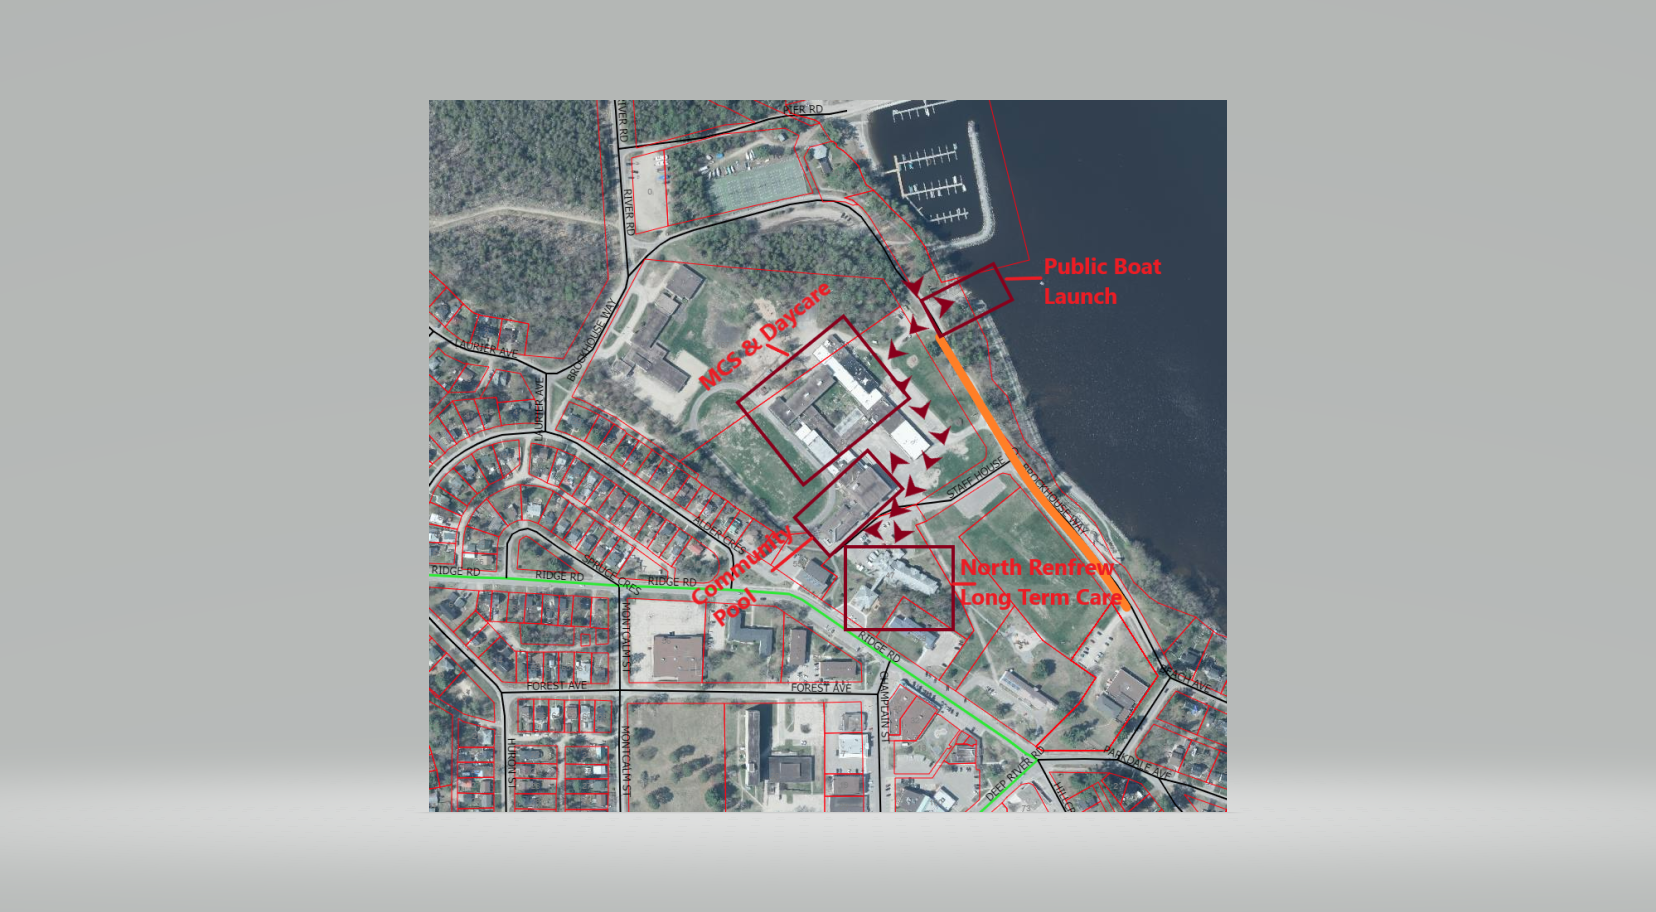 PIER RD
RIVER RD
RIVER RD
Public Boat
Launch
MCS & Daycare
BROCKHOUSE WAY
LAURIER AVE
LAURIER AVE
STAFF HOUSE
BROCKHOUSE WAY
ALDER CRES
Community
Pool
North Renfrew
Long Term Care
RIDGE RD
RIDGE RD
SPRUCE CRES
RIDGE RD
MONTCALM ST
RIDGE RD
FOREST AVE
FOREST AVE
BEACH AVE
CHAMPLAIN ST
HURON ST
MONTCALM ST
DEEP RIVER RD
PARKDALE AVE